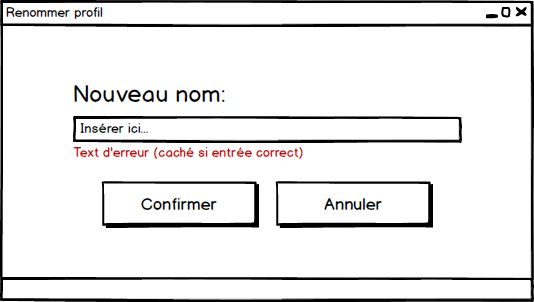 Renommer profil
Nouveau nom:
Insérer ici...
Text d'erreur (caché si entrée correct)
Confirmer
Annuler